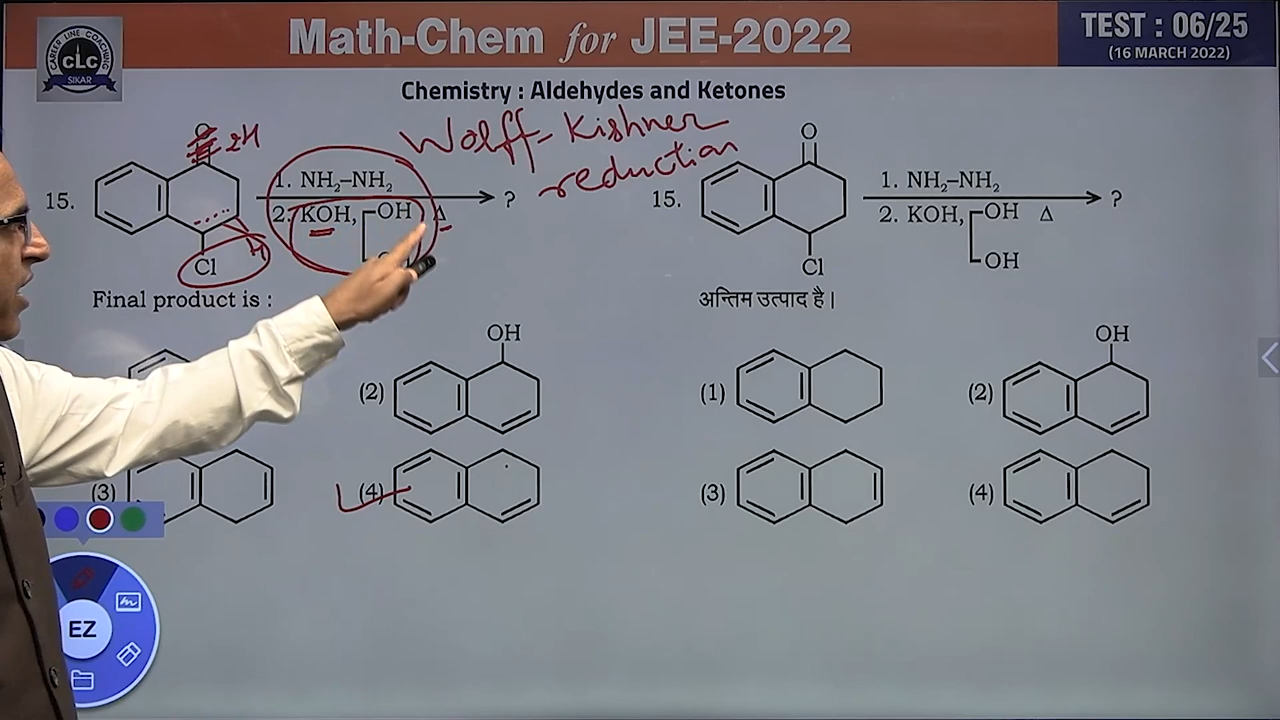 CAREER LINE COACHING
CLC
SIKAR
Math-Chem for JEE-2022
TEST : 06/25
(16 MARCH 2022)
Chemistry : Aldehydes and Ketones
Wolff-Kishner
reduction
15.
2H
1. NH₂–NH₂
2. KOH, OH Δ
?
Cl
H
Final product is :
(2)
OH
(3)
(4)
15.
O
1. NH₂–NH₂
2. KOH, OH Δ
OH
?
Cl
अन्तिम उत्पाद है।
(1)
(2)
OH
(3)
(4)
EZ